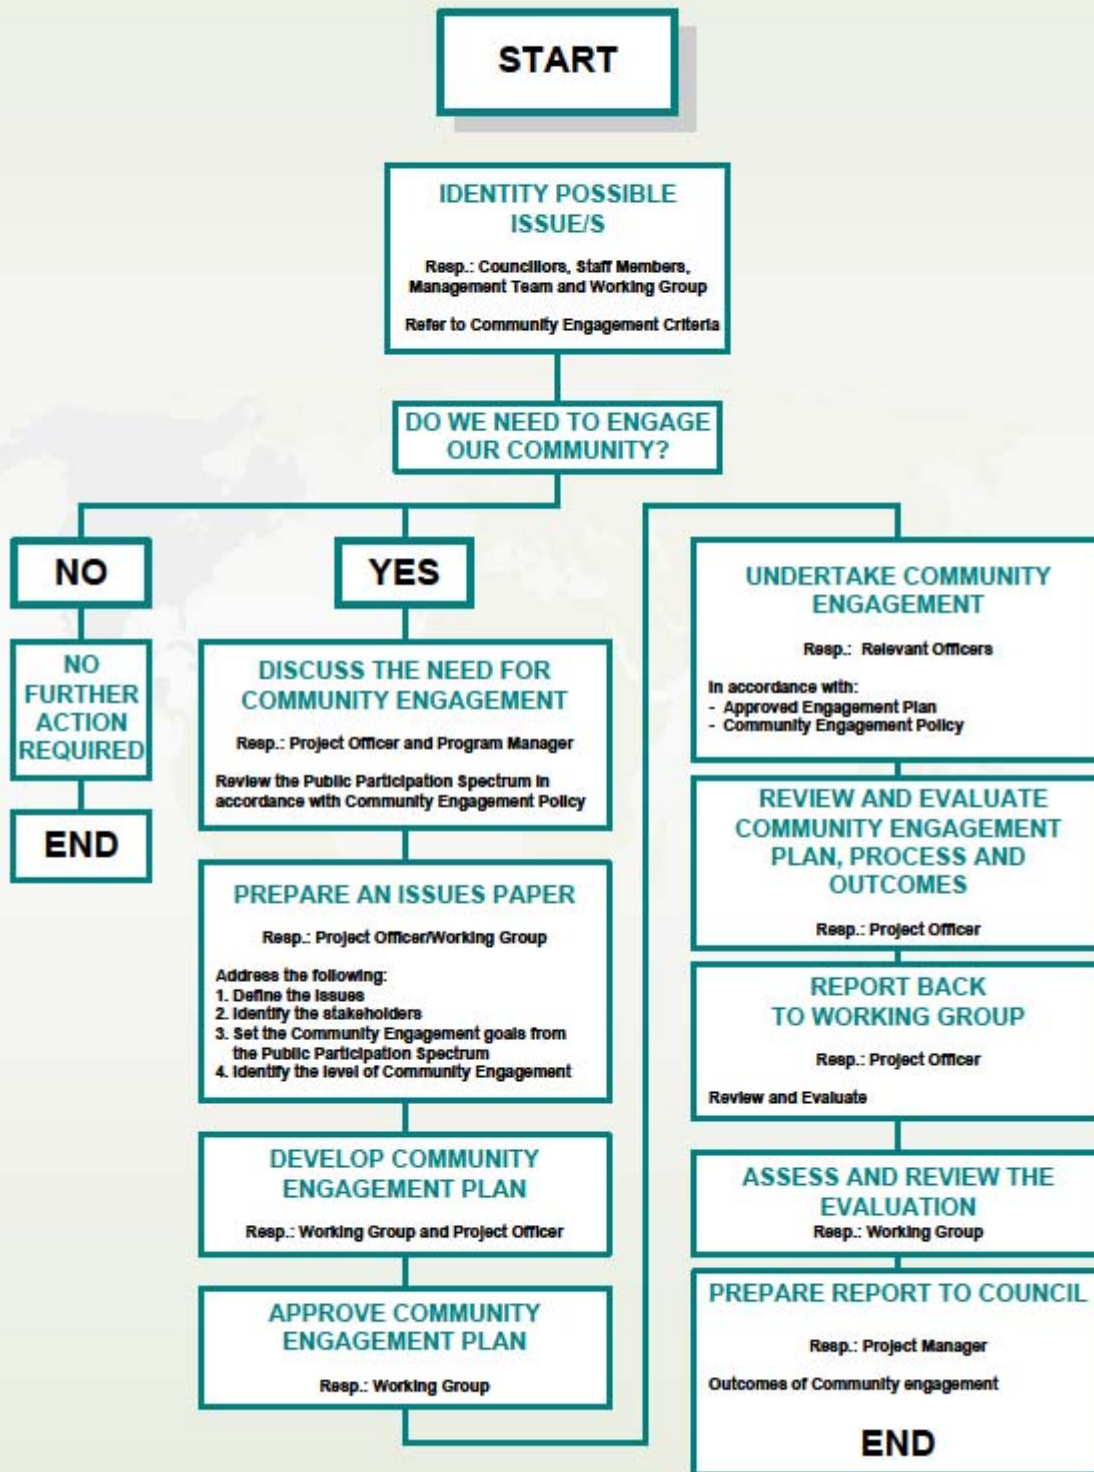 START
IDENTITY POSSIBLE
ISSUE/S
Resp.: Councillors, Staff Members,
Management Team and Working Group
Refer to Community Engagement Criteria
DO WE NEED TO ENGAGE
OUR COMMUNITY?
NO
NO
FURTHER
ACTION
REQUIRED
END
YES
DISCUSS THE NEED FOR
COMMUNITY ENGAGEMENT
Resp.: Project Officer and Program Manager
Review the Public Participation Spectrum in
accordance with Community Engagement Policy
PREPARE AN ISSUES PAPER
Resp.: Project Officer/Working Group
Address the following:
1. Define the Issues
2. Identify the stakeholders
3. Set the Community Engagement goals from
the Public Participation Spectrum
4. Identify the level of Community Engagement
DEVELOP COMMUNITY
ENGAGEMENT PLAN
Resp.: Working Group and Project Officer
APPROVE COMMUNITY
ENGAGEMENT PLAN
Resp.: Working Group
UNDERTAKE COMMUNITY
ENGAGEMENT
Resp.: Relevant Officers
In accordance with:
- Approved Engagement Plan
- Community Engagement Policy
REVIEW AND EVALUATE
COMMUNITY ENGAGEMENT
PLAN, PROCESS AND
OUTCOMES
Resp.: Project Officer
REPORT BACK
TO WORKING GROUP
Resp.: Project Officer
Review and Evaluate
ASSESS AND REVIEW THE
EVALUATION
Resp.: Working Group
PREPARE REPORT TO COUNCIL
Resp.: Project Manager
Outcomes of Community engagement
END